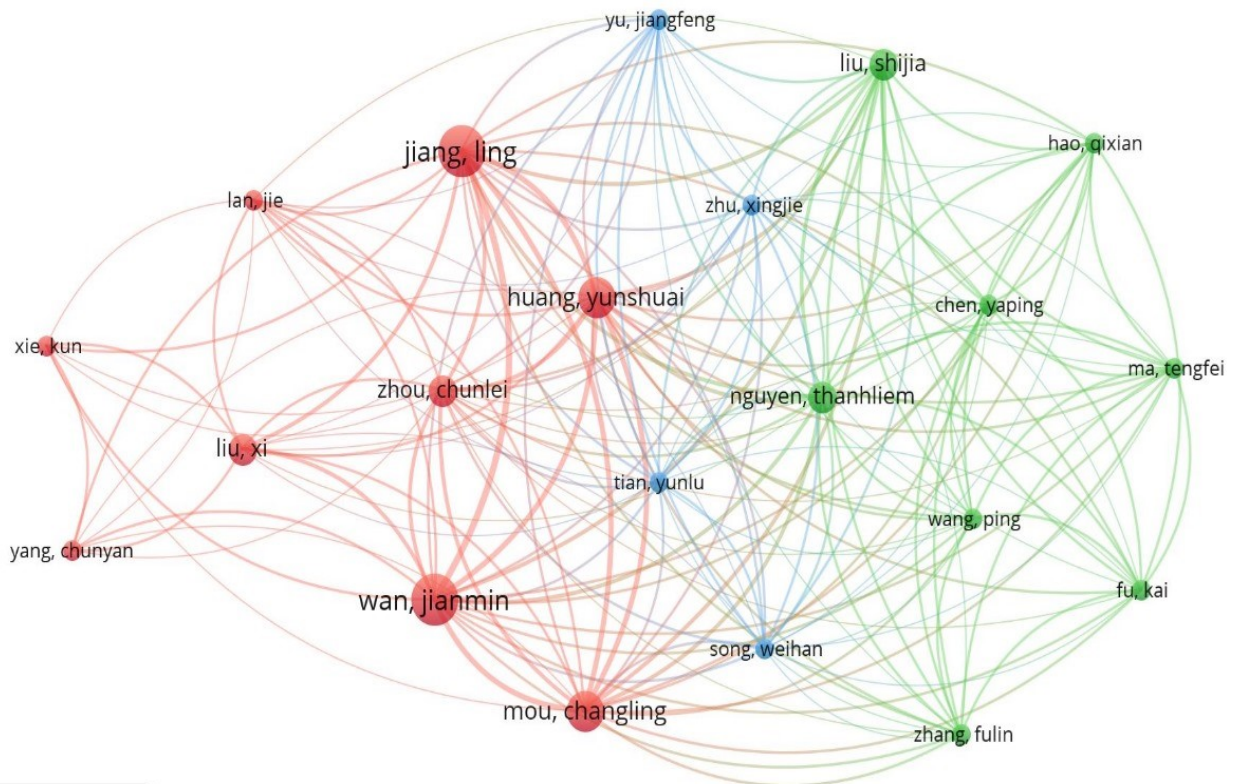 yu, jiangfeng
liu, shijia
hao, qixian
jiang, ling
lan, jie
zhu, xingjie
huang, yunshuai
chen, yaping
xie, kun
ma, tengfei
zhou, chunlei
nguyen, thanhliem
liu, xi
tian, yunlu
wang, ping
yang, chunyan
fu, kai
wan, jianmin
song, weihan
mou, changling
zhang, fulin